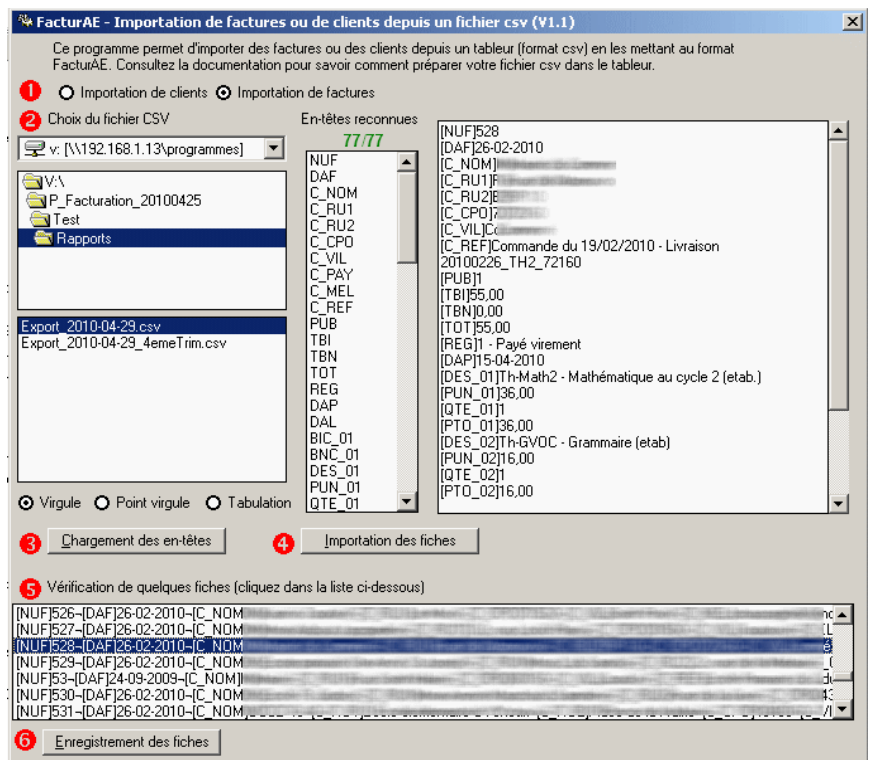 FacturAE - Importation de factures ou de clients depuis un fichier csv (V1.1)
Ce programme permet d'importer des factures ou des clients depuis un tableur (format csv) en les mettant au format
FacturAE. Consultez la documentation pour savoir comment préparer votre fichier csv dans le tableur.
1 Importation de clients Importation de factures
2 Choix du fichier CSV
v: [\\192.168.1.13\programmes]
V:\
P_Facturation_20100425
Test
Rapports
Export_2010-04-29.csv
Export_2010-04-29_4emeTrim.csv
Virgule Point virgule Tabulation
En-têtes reconnues
77/77
NUF
DAF
C_NOM
C_RU1
C_RU2
C_CPO
C_VIL
C_PAY
C_MEL
C_REF
PUB
TBI
TBN
TOT
REG
DAP
DAL
BIC_01
BNC_01
DES_01
PUN_01
QTE_01
[NUF]528
[DAF]26-02-2010
[C_NOM]
[C_RU1]
[C_RU2]
[C_CPO]
[C_VIL]
[C_REF]Commande du 19/02/2010 - Livraison
20100226_TH2_72160
[PUB]1
[TBI]55,00
[TBN]0,00
[TOT]55,00
[REG]1 - Payé virement
[DAP]15-04-2010
[DES_01]Th-Math2 - Mathématique au cycle 2 (etab.)
[PUN_01]36,00
[QTE_01]1
[PTO_01]36,00
[DES_02]Th-GVOC - Grammaire (etab)
[PUN_02]16,00
[QTE_02]1
[PTO_02]16,00
3 Chargement des en-têtes
4 Importation des fiches
5 Vérification de quelques fiches (cliquez dans la liste ci-dessous)
[NUF]526¬[DAF]26-02-2010¬[C_NOM
[NUF]527¬[DAF]26-02-2010¬[C_NOM
[NUF]528¬[DAF]26-02-2010¬[C_NOM
[NUF]529¬[DAF]26-02-2010¬[C_NOM
[NUF]53¬[DAF]24-09-2009¬[C_NOM]
[NUF]530¬[DAF]26-02-2010¬[C_NOM
[NUF]531¬[DAF]26-02-2010¬[C_NOM
6 Enregistrement des fiches